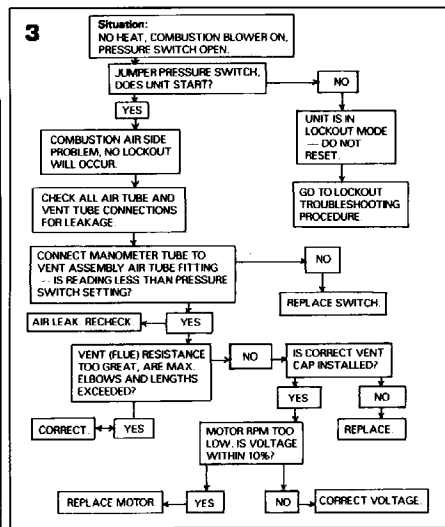 3
Situation:
NO HEAT, COMBUSTION BLOWER ON,
PRESSURE SWITCH OPEN.
JUMPER PRESSURE SWITCH,
DOES UNIT START?
NO
YES
UNIT IS IN
LOCKOUT MODE
— DO NOT
RESET.
COMBUSTION AIR SIDE
PROBLEM, NO LOCKOUT
WILL OCCUR.
GO TO LOCKOUT
TROUBLESHOOTING
PROCEDURE.
CHECK ALL AIR TUBE AND
VENT TUBE CONNECTIONS
FOR LEAKAGE.
CONNECT MANOMETER TUBE TO
VENT ASSEMBLY AIR TUBE FITTING
-- IS READING LESS THAN PRESSURE
SWITCH SETTING?
NO
REPLACE SWITCH.
AIR LEAK. RECHECK.
YES
VENT (FLUE) RESISTANCE
TOO GREAT, ARE MAX.
ELBOWS AND LENGTHS
EXCEEDED?
NO
IS CORRECT VENT
CAP INSTALLED?
YES
NO
CORRECT.
YES
REPLACE.
MOTOR RPM TOO
LOW. IS VOLTAGE
WITHIN 10%?
REPLACE MOTOR
YES
NO
CORRECT VOLTAGE.